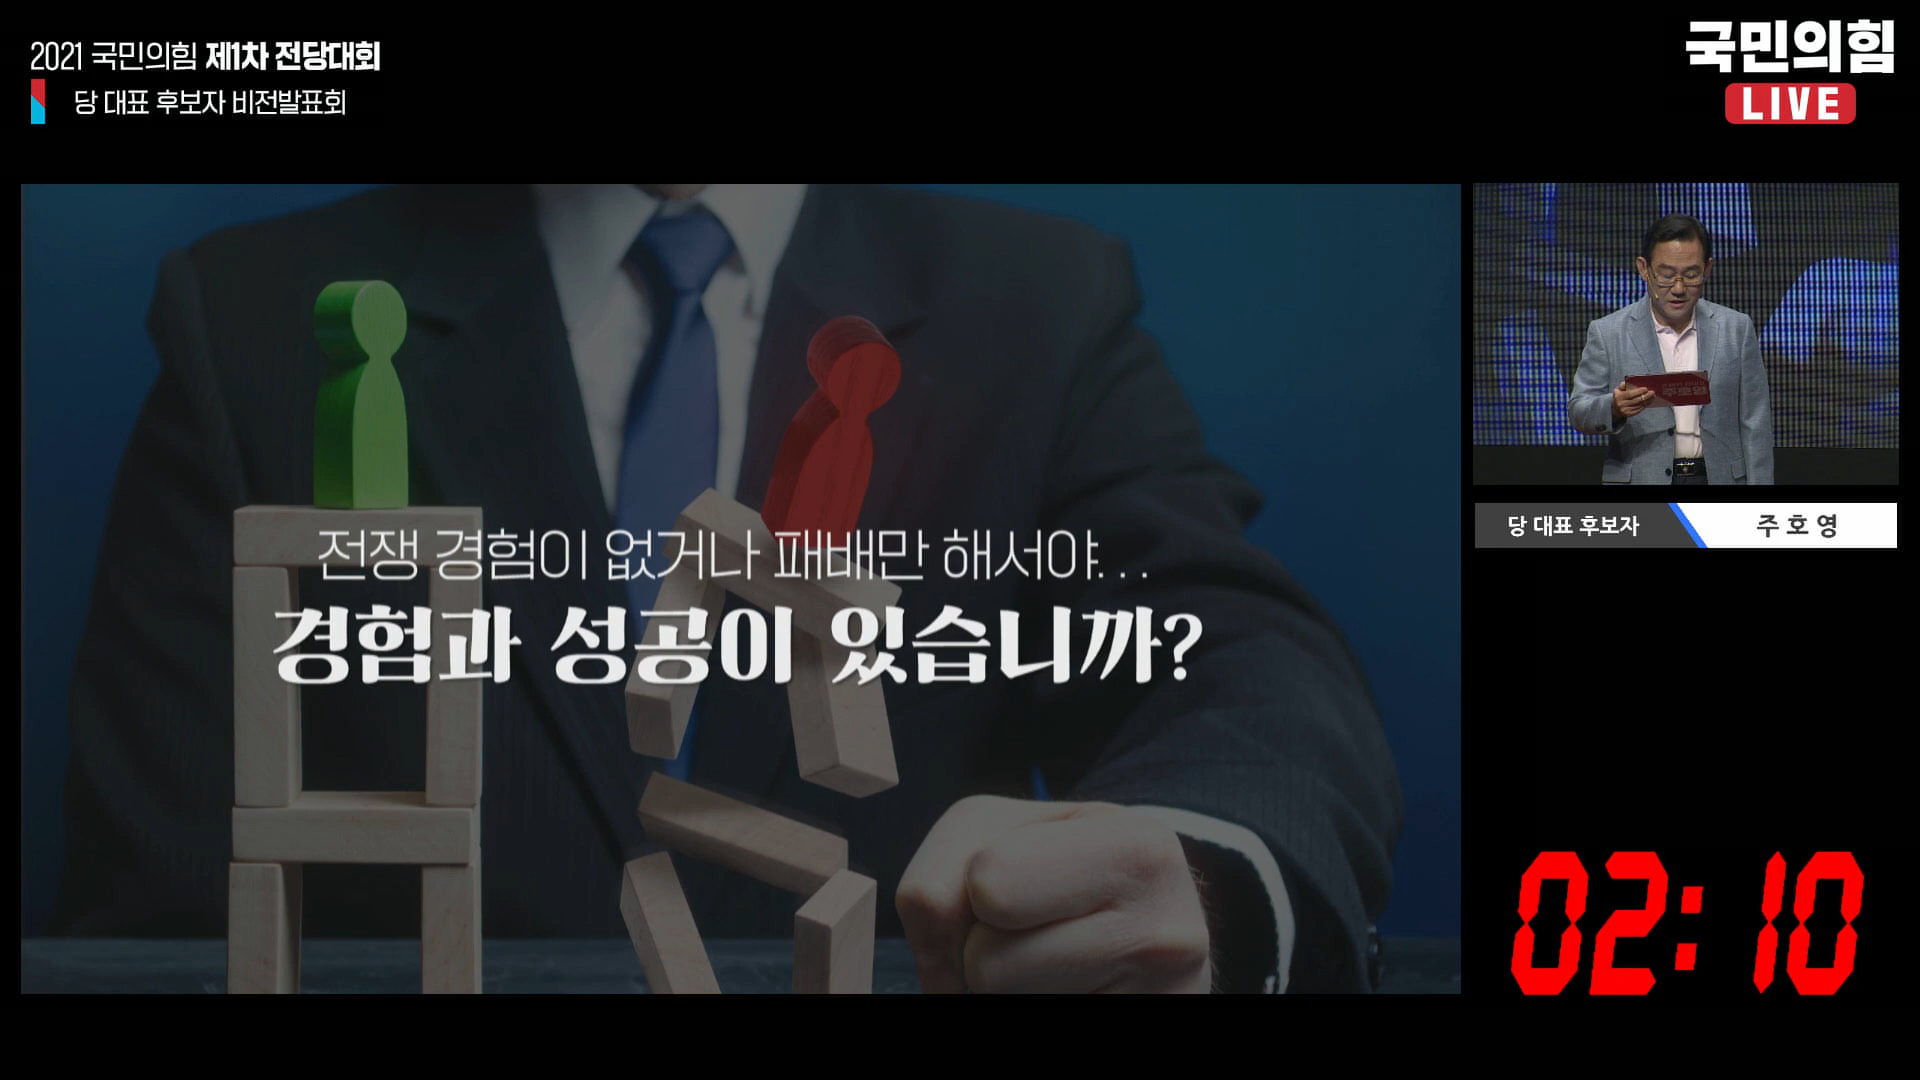 2021 국민의힘 제1차 전당대회
당 대표 후보자 비전발표회
국민의힘
LIVE
전쟁 경험이 없거나 패배만 해서야...
경험과 성공이 있습니까?
주호영
당 대표 후보자
주 호 영
02:10